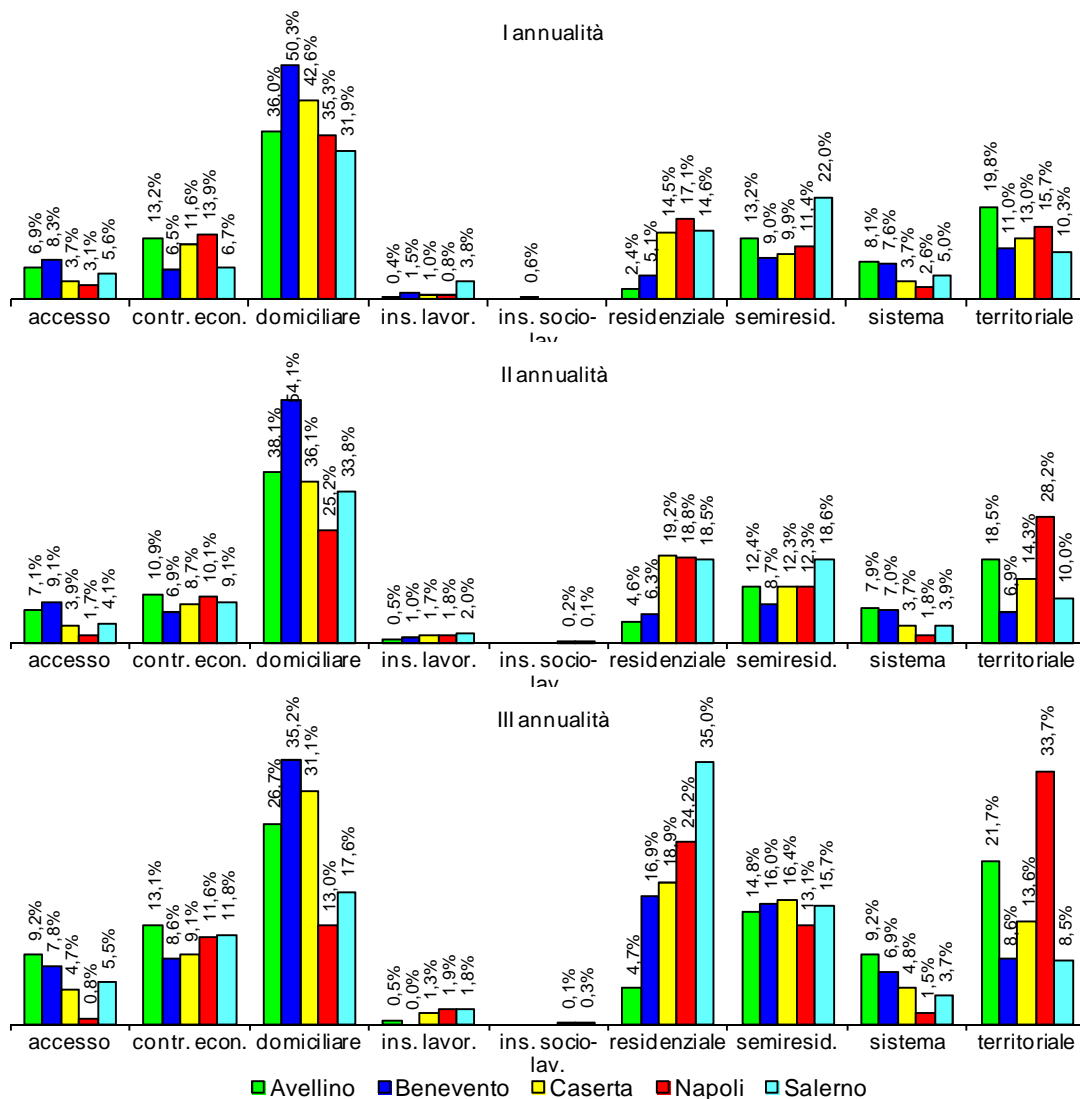 I annualità
6,9% 8,3% 3,7% 3,1% 5,6% 13,2% 6,5% 11,6% 13,9% 6,7% 36,0% 50,3% 42,6% 35,3% 31,9% 0,4% 1,5% 1,0% 0,8% 3,8% 0,6% 2,4% 5,1% 14,5% 17,1% 14,6% 13,2% 9,0% 9,9% 11,4% 22,0% 8,1% 7,6% 3,7% 2,6% 5,0% 19,8% 11,0% 13,0% 15,7% 10,3%
accesso contr. econ. domiciliare ins. lavor. ins. socio- residenziale semiresid. sistema territoriale
lav.
II annualità
7,1% 9,1% 3,9% 1,7% 4,1% 10,9% 6,9% 8,7% 10,1% 9,1% 38,1% 54,1% 36,1% 25,2% 33,8% 0,5% 1,0% 1,7% 1,8% 2,0% 0,2% 0,1% 4,6% 6,3% 19,2% 18,8% 18,5% 12,4% 8,7% 12,3% 12,3% 18,6% 7,9% 7,0% 3,7% 1,8% 3,9% 18,5% 6,9% 14,3% 28,2% 10,0%
accesso contr. econ. domiciliare ins. lavor. ins. socio- residenziale semiresid. sistema territoriale
lav.
III annualità
9,2% 7,8% 4,7% 0,8% 5,5% 13,1% 8,6% 9,1% 11,6% 11,8% 26,7% 35,2% 31,1% 13,0% 17,6% 0,5% 0,0% 1,3% 1,9% 1,8% 0,1% 0,3% 4,7% 16,9% 18,9% 24,2% 35,0% 14,8% 16,0% 16,4% 13,1% 15,7% 9,2% 6,9% 4,8% 1,5% 3,7% 21,7% 8,6% 13,6% 33,7% 8,5%
accesso contr. econ. domiciliare ins. lavor. ins. socio- residenziale semiresid. sistema territoriale
lav.
Avellino Benevento Caserta Napoli Salerno